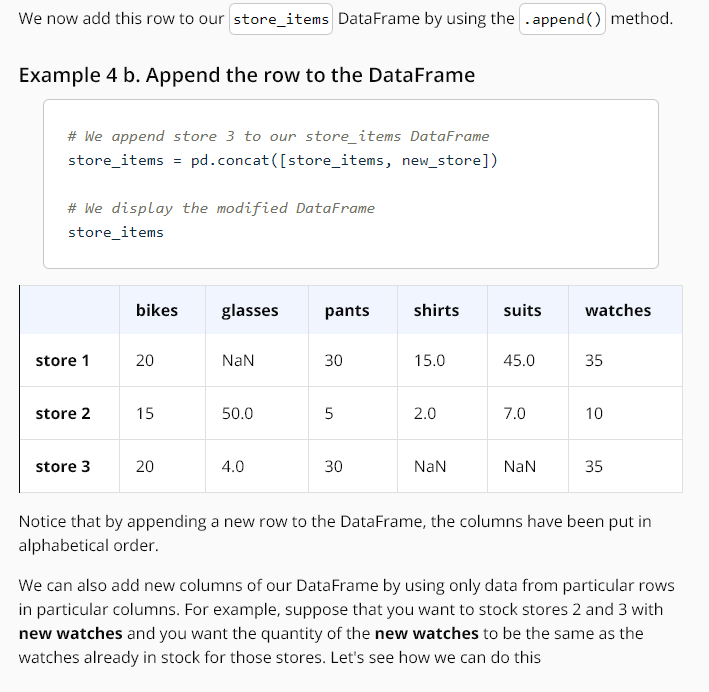 We now add this row to our store_items DataFrame by using the .append() method.
Example 4 b. Append the row to the DataFrame
# We append store 3 to our store_items DataFrame
store_items = pd.concat([store_items, new_store])
# We display the modified DataFrame
store_items
bikes glasses pants shirts suits watches
store 1 20 NaN 30 15.0 45.0 35
store 2 15 50.0 5 2.0 7.0 10
store 3 20 4.0 30 NaN NaN 35
Notice that by appending a new row to the DataFrame, the columns have been put in
alphabetical order.
We can also add new columns of our DataFrame by using only data from particular rows
in particular columns. For example, suppose that you want to stock stores 2 and 3 with
new watches and you want the quantity of the new watches to be the same as the
watches already in stock for those stores. Let's see how we can do this